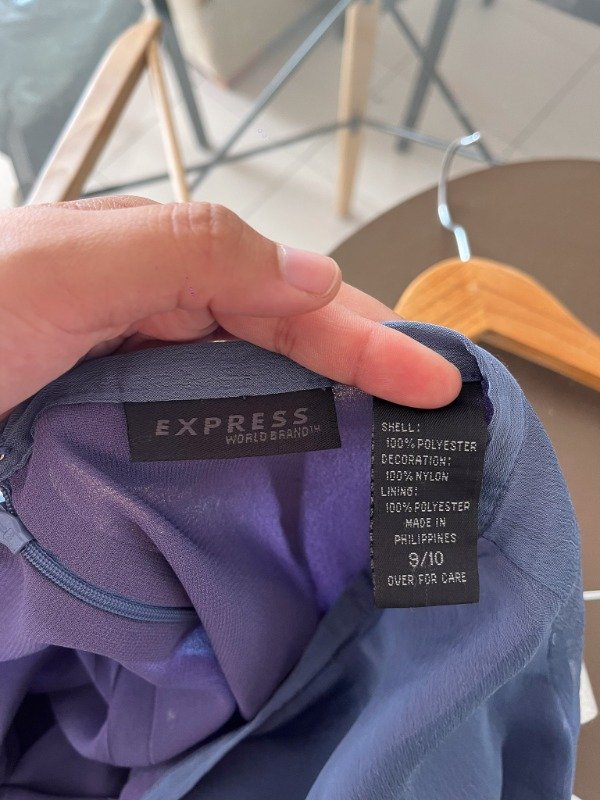 EXPRESS
WORLD BRAND™
SHELL:
100% POLYESTER
DECORATION:
100% NYLON
LINING:
100% POLYESTER
MADE IN
PHILIPPINES
9/10
OVER FOR CARE